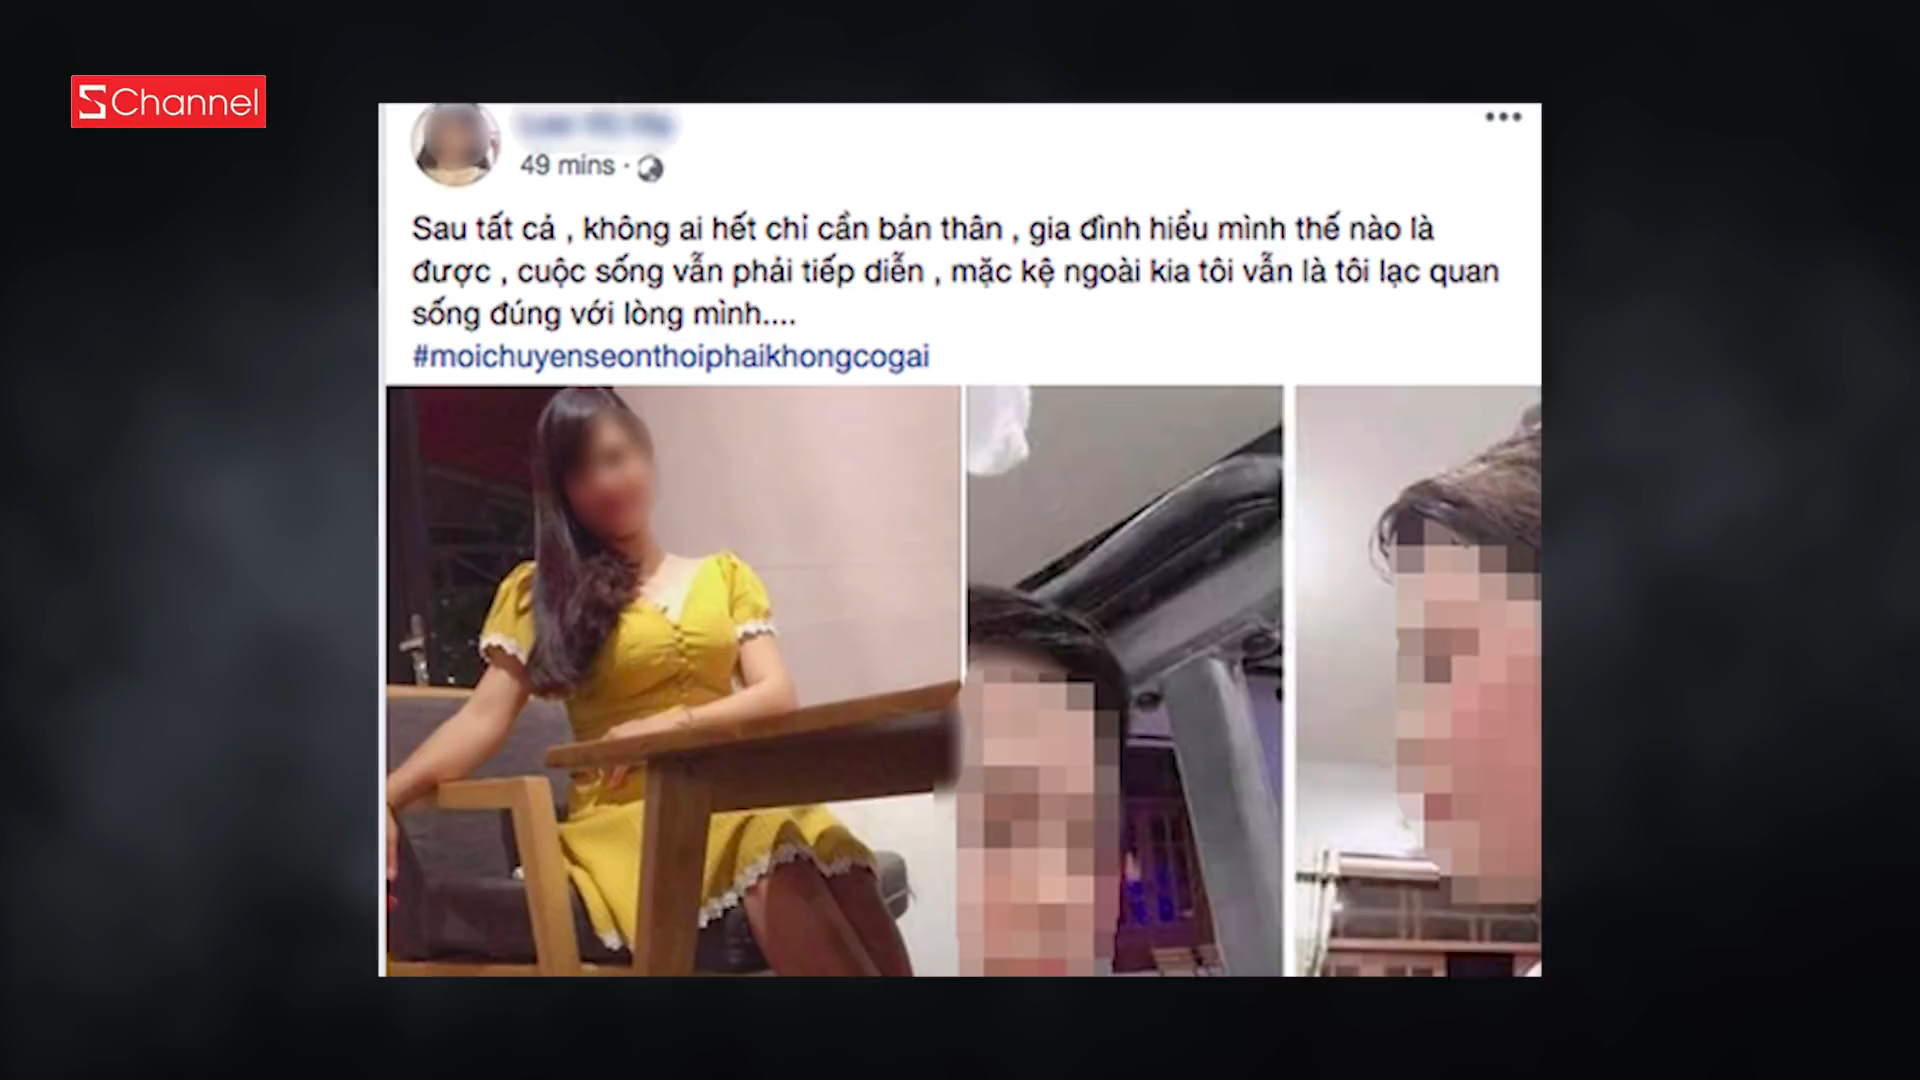 SChannel
49 mins ·
Sau tất cả , không ai hết chỉ cần bản thân , gia đình hiểu mình thế nào là
được , cuộc sống vẫn phải tiếp diễn , mặc kệ ngoài kia tôi vẫn là tôi lạc quan
sống đúng với lòng mình....
#moichuyenseonthoiphaikhongcogai